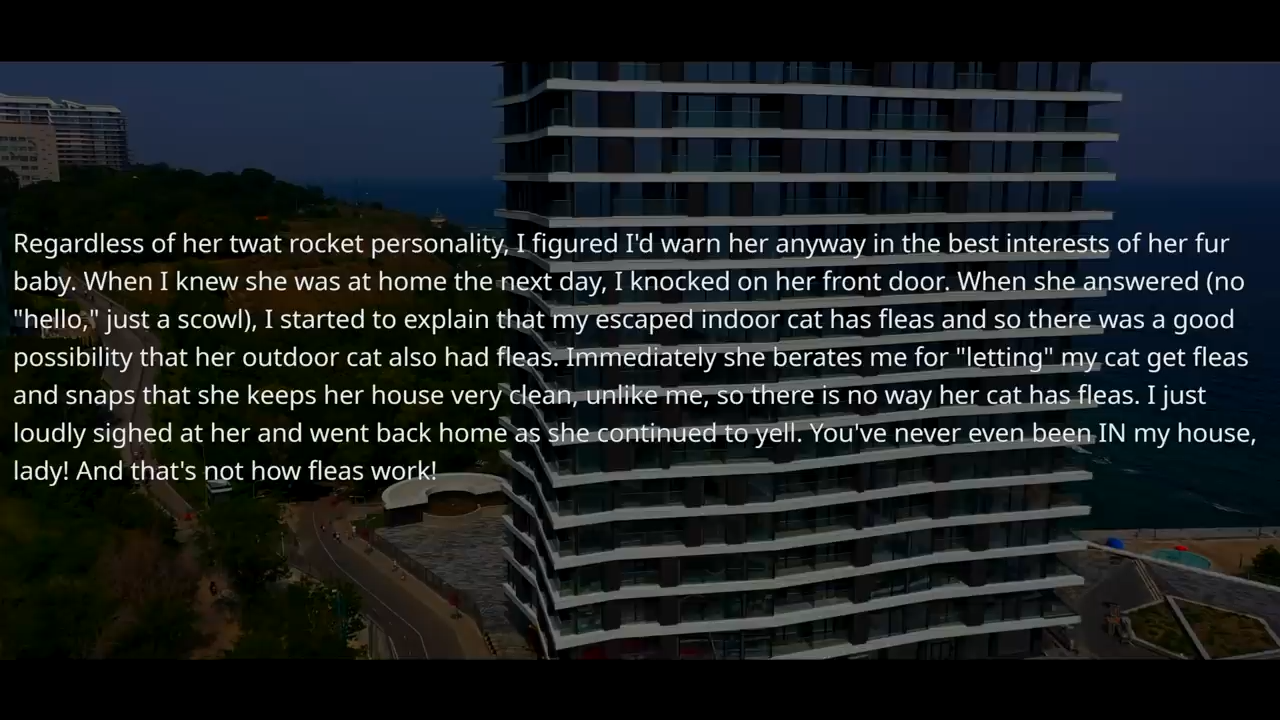 Regardless of her twat rocket personality, I figured I'd warn her anyway in the best interests of her fur
baby. When I knew she was at home the next day, I knocked on her front door. When she answered (no
"hello," just a scowl), I started to explain that my escaped indoor cat has fleas and so there was a good
possibility that her outdoor cat also had fleas. Immediately she berates me for "letting" my cat get fleas
and snaps that she keeps her house very clean, unlike me, so there is no way her cat has fleas. I just
loudly sighed at her and went back home as she continued to yell. You've never even been IN my house,
lady! And that's not how fleas work!